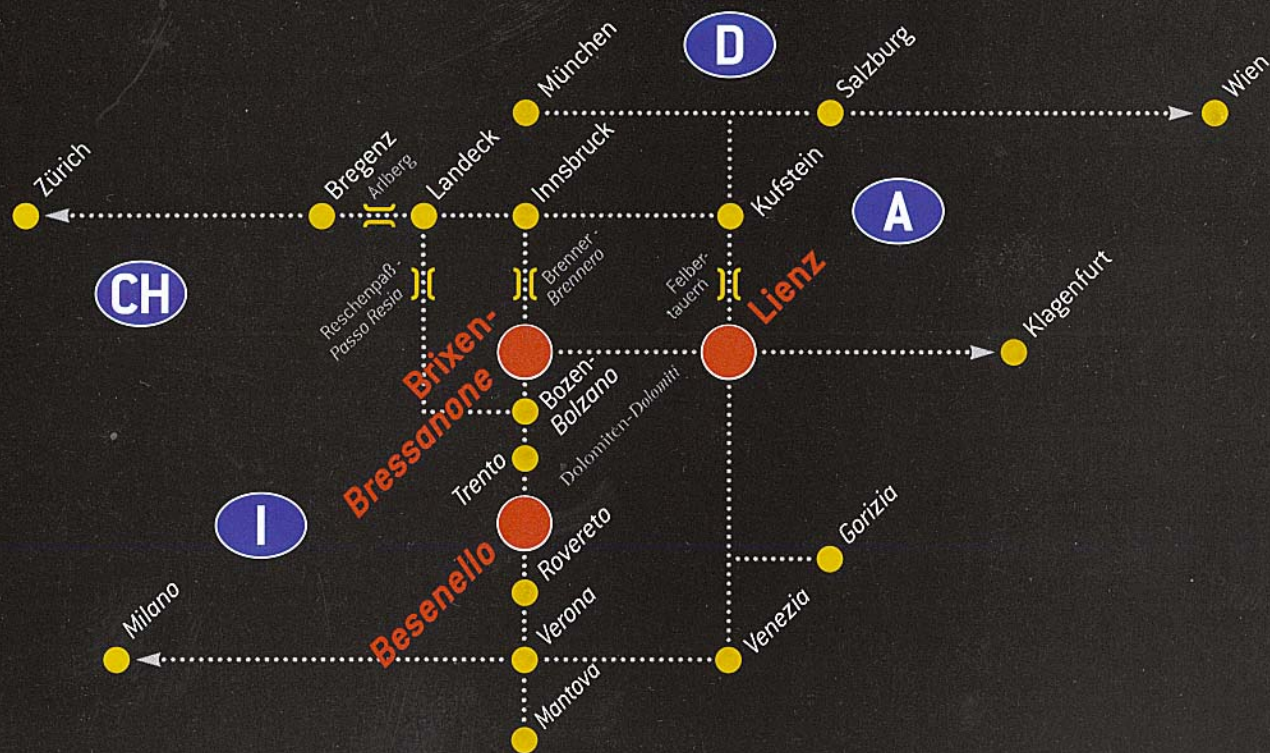 D
München
Salzburg
Wien
Zürich
Bregenz
Arlberg
Landeck
Innsbruck
Kufstein
A
CH
Reschenpaß -
Passo Resia
Brenner -
Brennero
Felber-
tauern
Lienz
Klagenfurt
Brixen-
Bressanone
Bozen-
Bolzano
Dolomiten-Dolomiti
Trento
I
Besenello
Rovereto
Gorizia
Milano
Verona
Venezia
Mantova